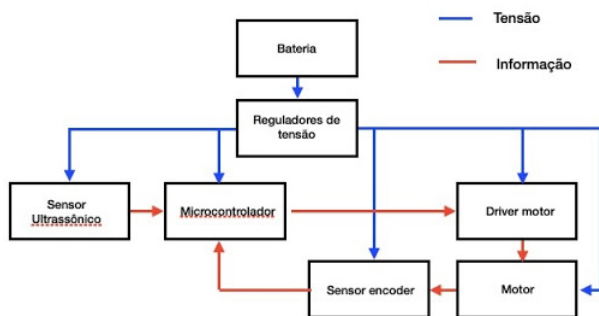 Tensão
Bateria
Informação
Reguladores de
tensão
Sensor
Ultrassônico
Microcontrolador
Driver motor
Sensor encoder
Motor